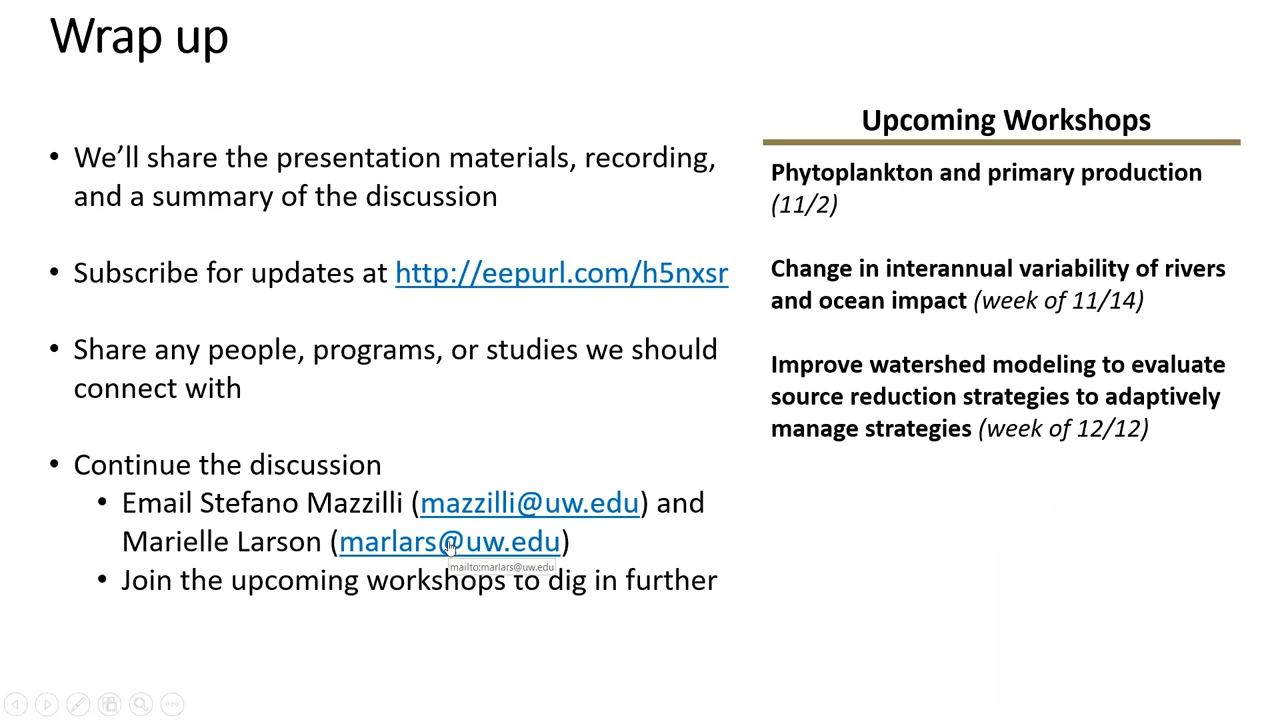 Wrap up
• We’ll share the presentation materials, recording,
and a summary of the discussion
• Subscribe for updates at http://eepurl.com/h5nxsr
• Share any people, programs, or studies we should
connect with
• Continue the discussion
• Email Stefano Mazzilli (mazzilli@uw.edu) and
Marielle Larson (marlars@uw.edu)
mailto:marlars@uw.edu
• Join the upcoming workshops to dig in further
Upcoming Workshops
Phytoplankton and primary production
(11/2)
Change in interannual variability of rivers
and ocean impact (week of 11/14)
Improve watershed modeling to evaluate
source reduction strategies to adaptively
manage strategies (week of 12/12)